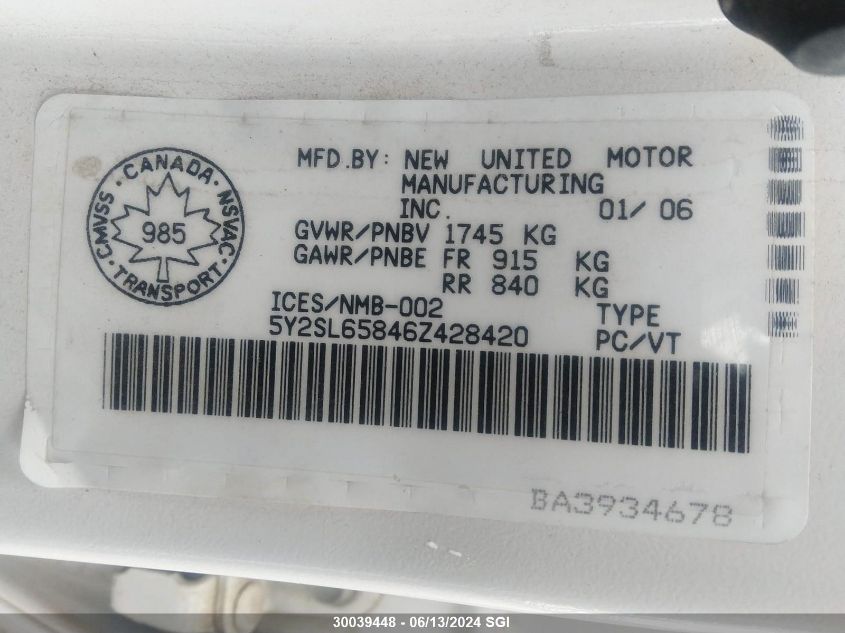 CANADA
CMVSS · NSVAC
985
TRANSPORT
MFD.BY: NEW UNITED MOTOR
MANUFACTURING
INC. 01/ 06
GVWR/PNBV 1745 KG
GAWR/PNBE FR 915 KG
RR 840 KG
ICES/NMB-002 TYPE
5Y2SL65846Z428420 PC/VT
BA3934678
30039448 - 06/13/2024 SGI